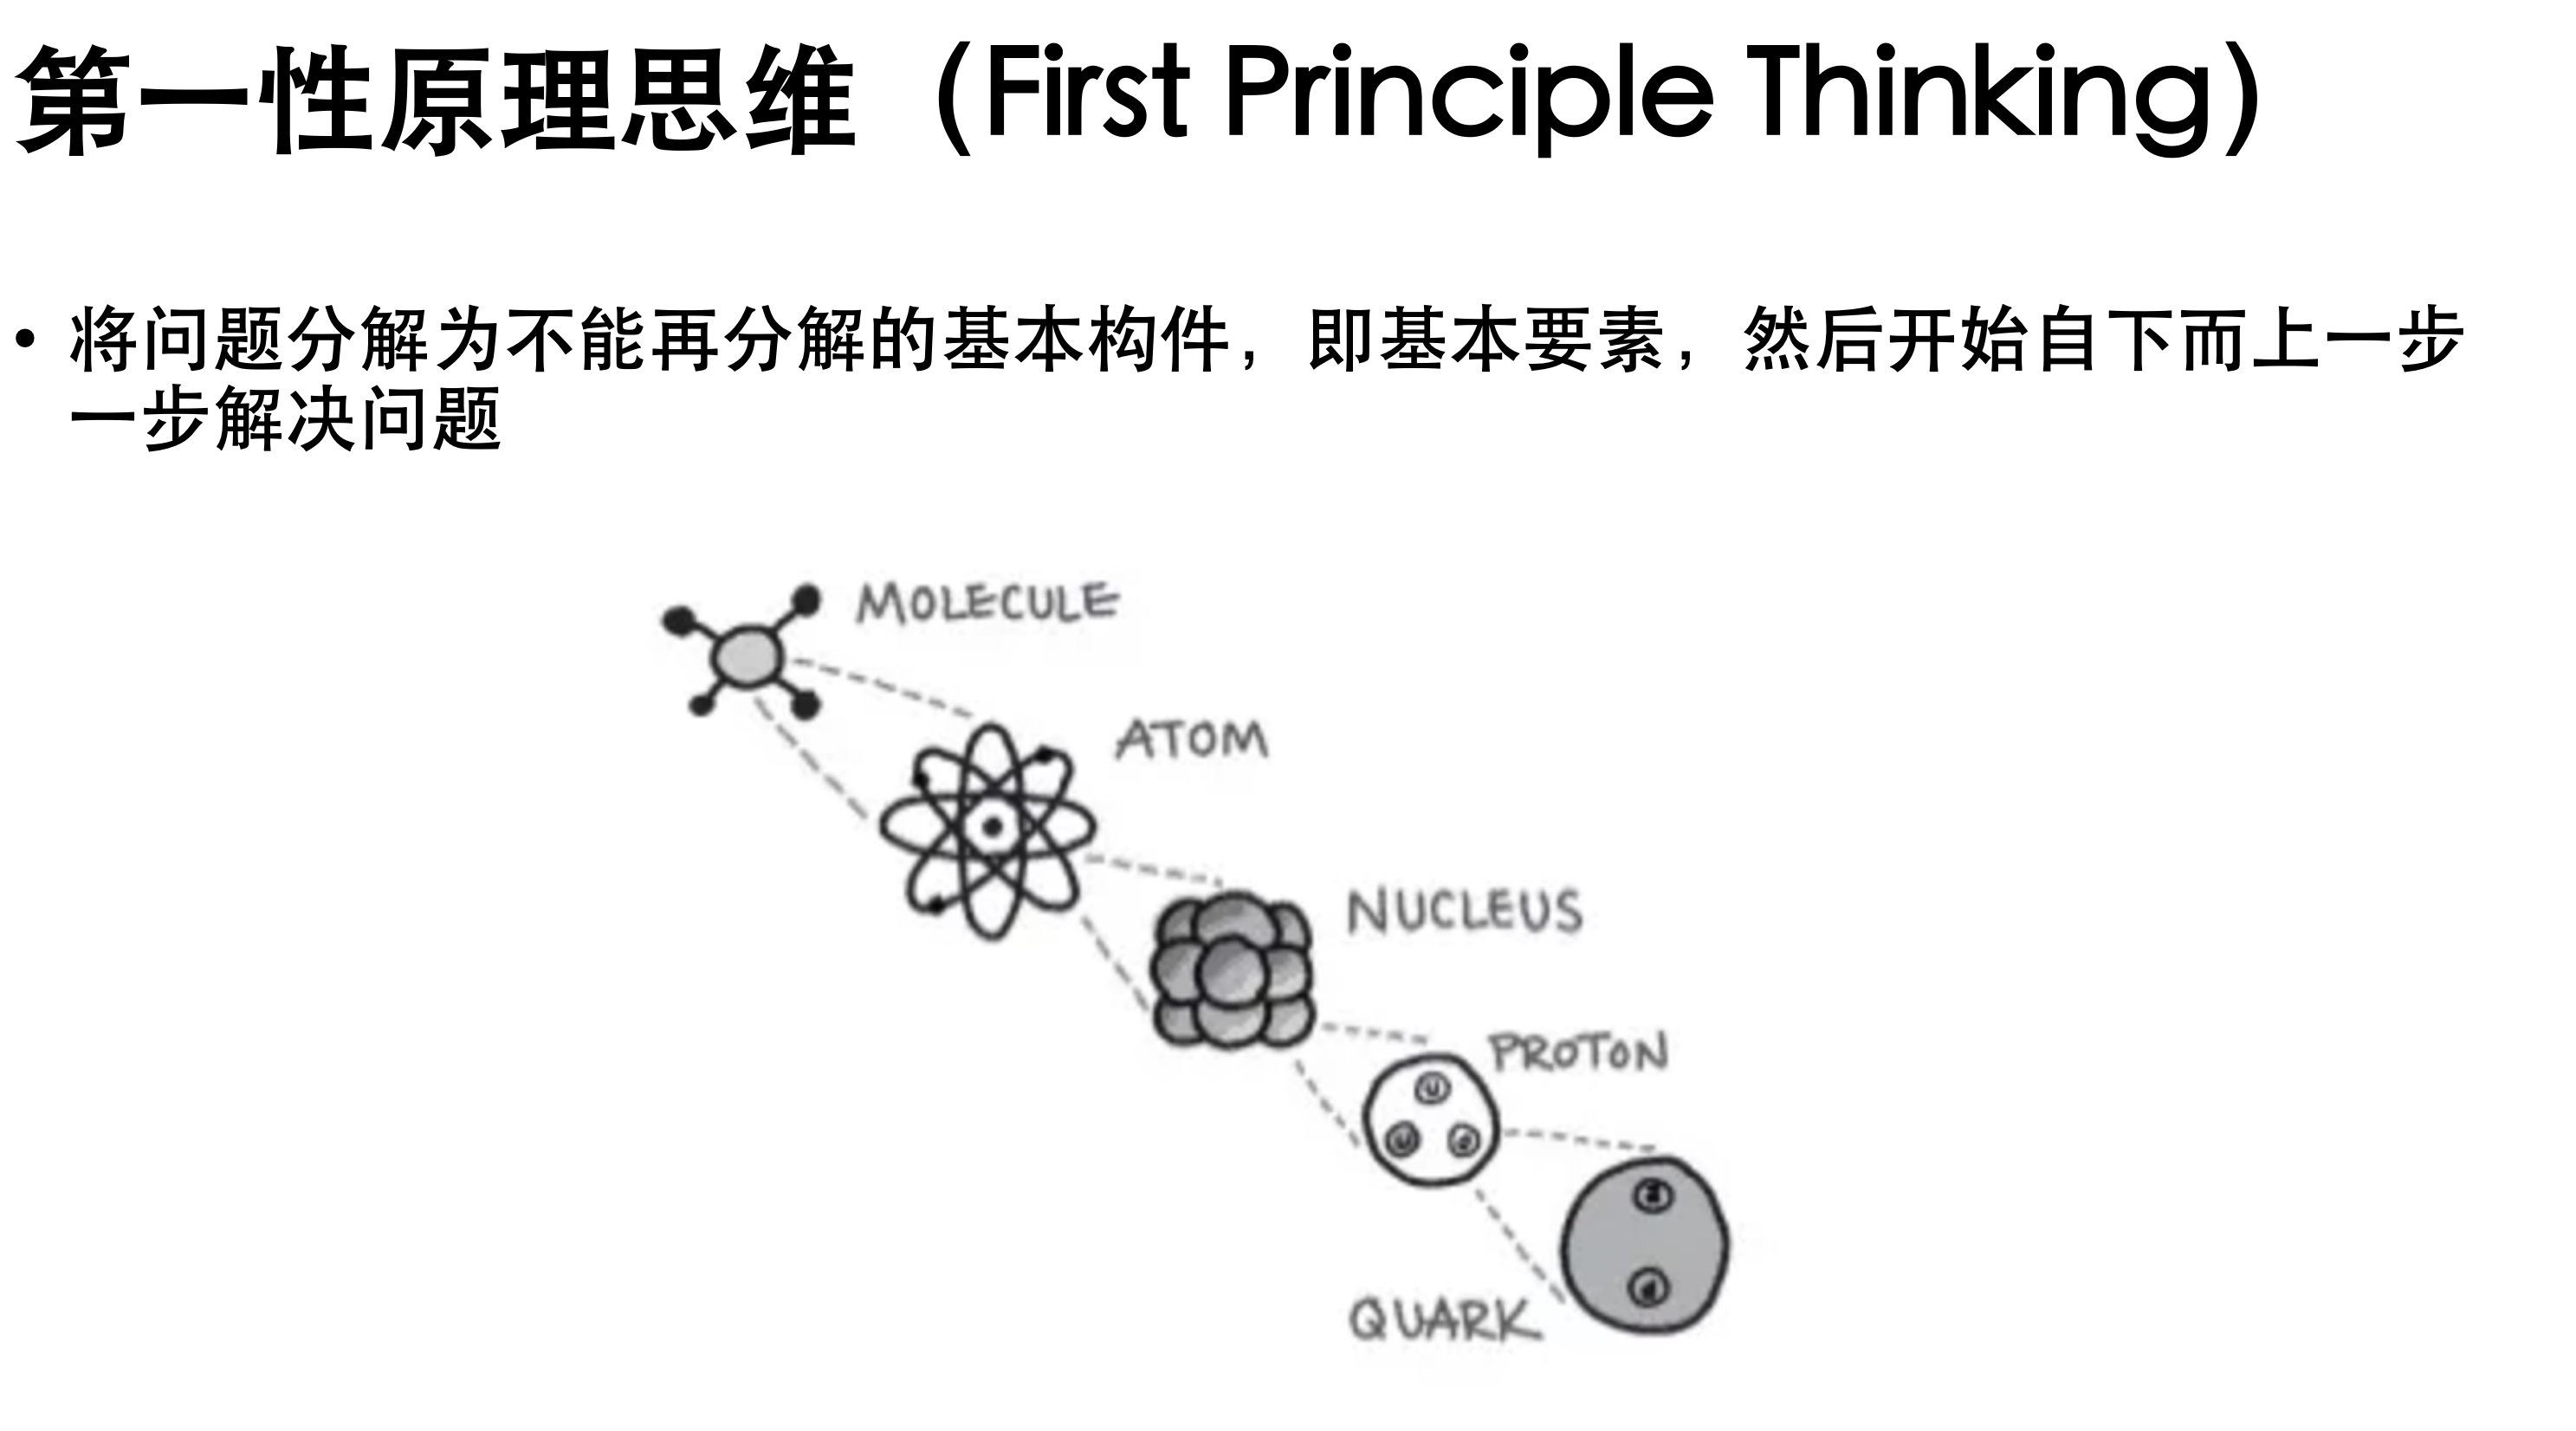 第一性原理思维（First Principle Thinking）
• 将问题分解为不能再分解的基本构件，即基本要素，然后开始自下而上一步
一步解决问题
MOLECULE
ATOM
NUCLEUS
PROTON
U
U
d
QUARK
d